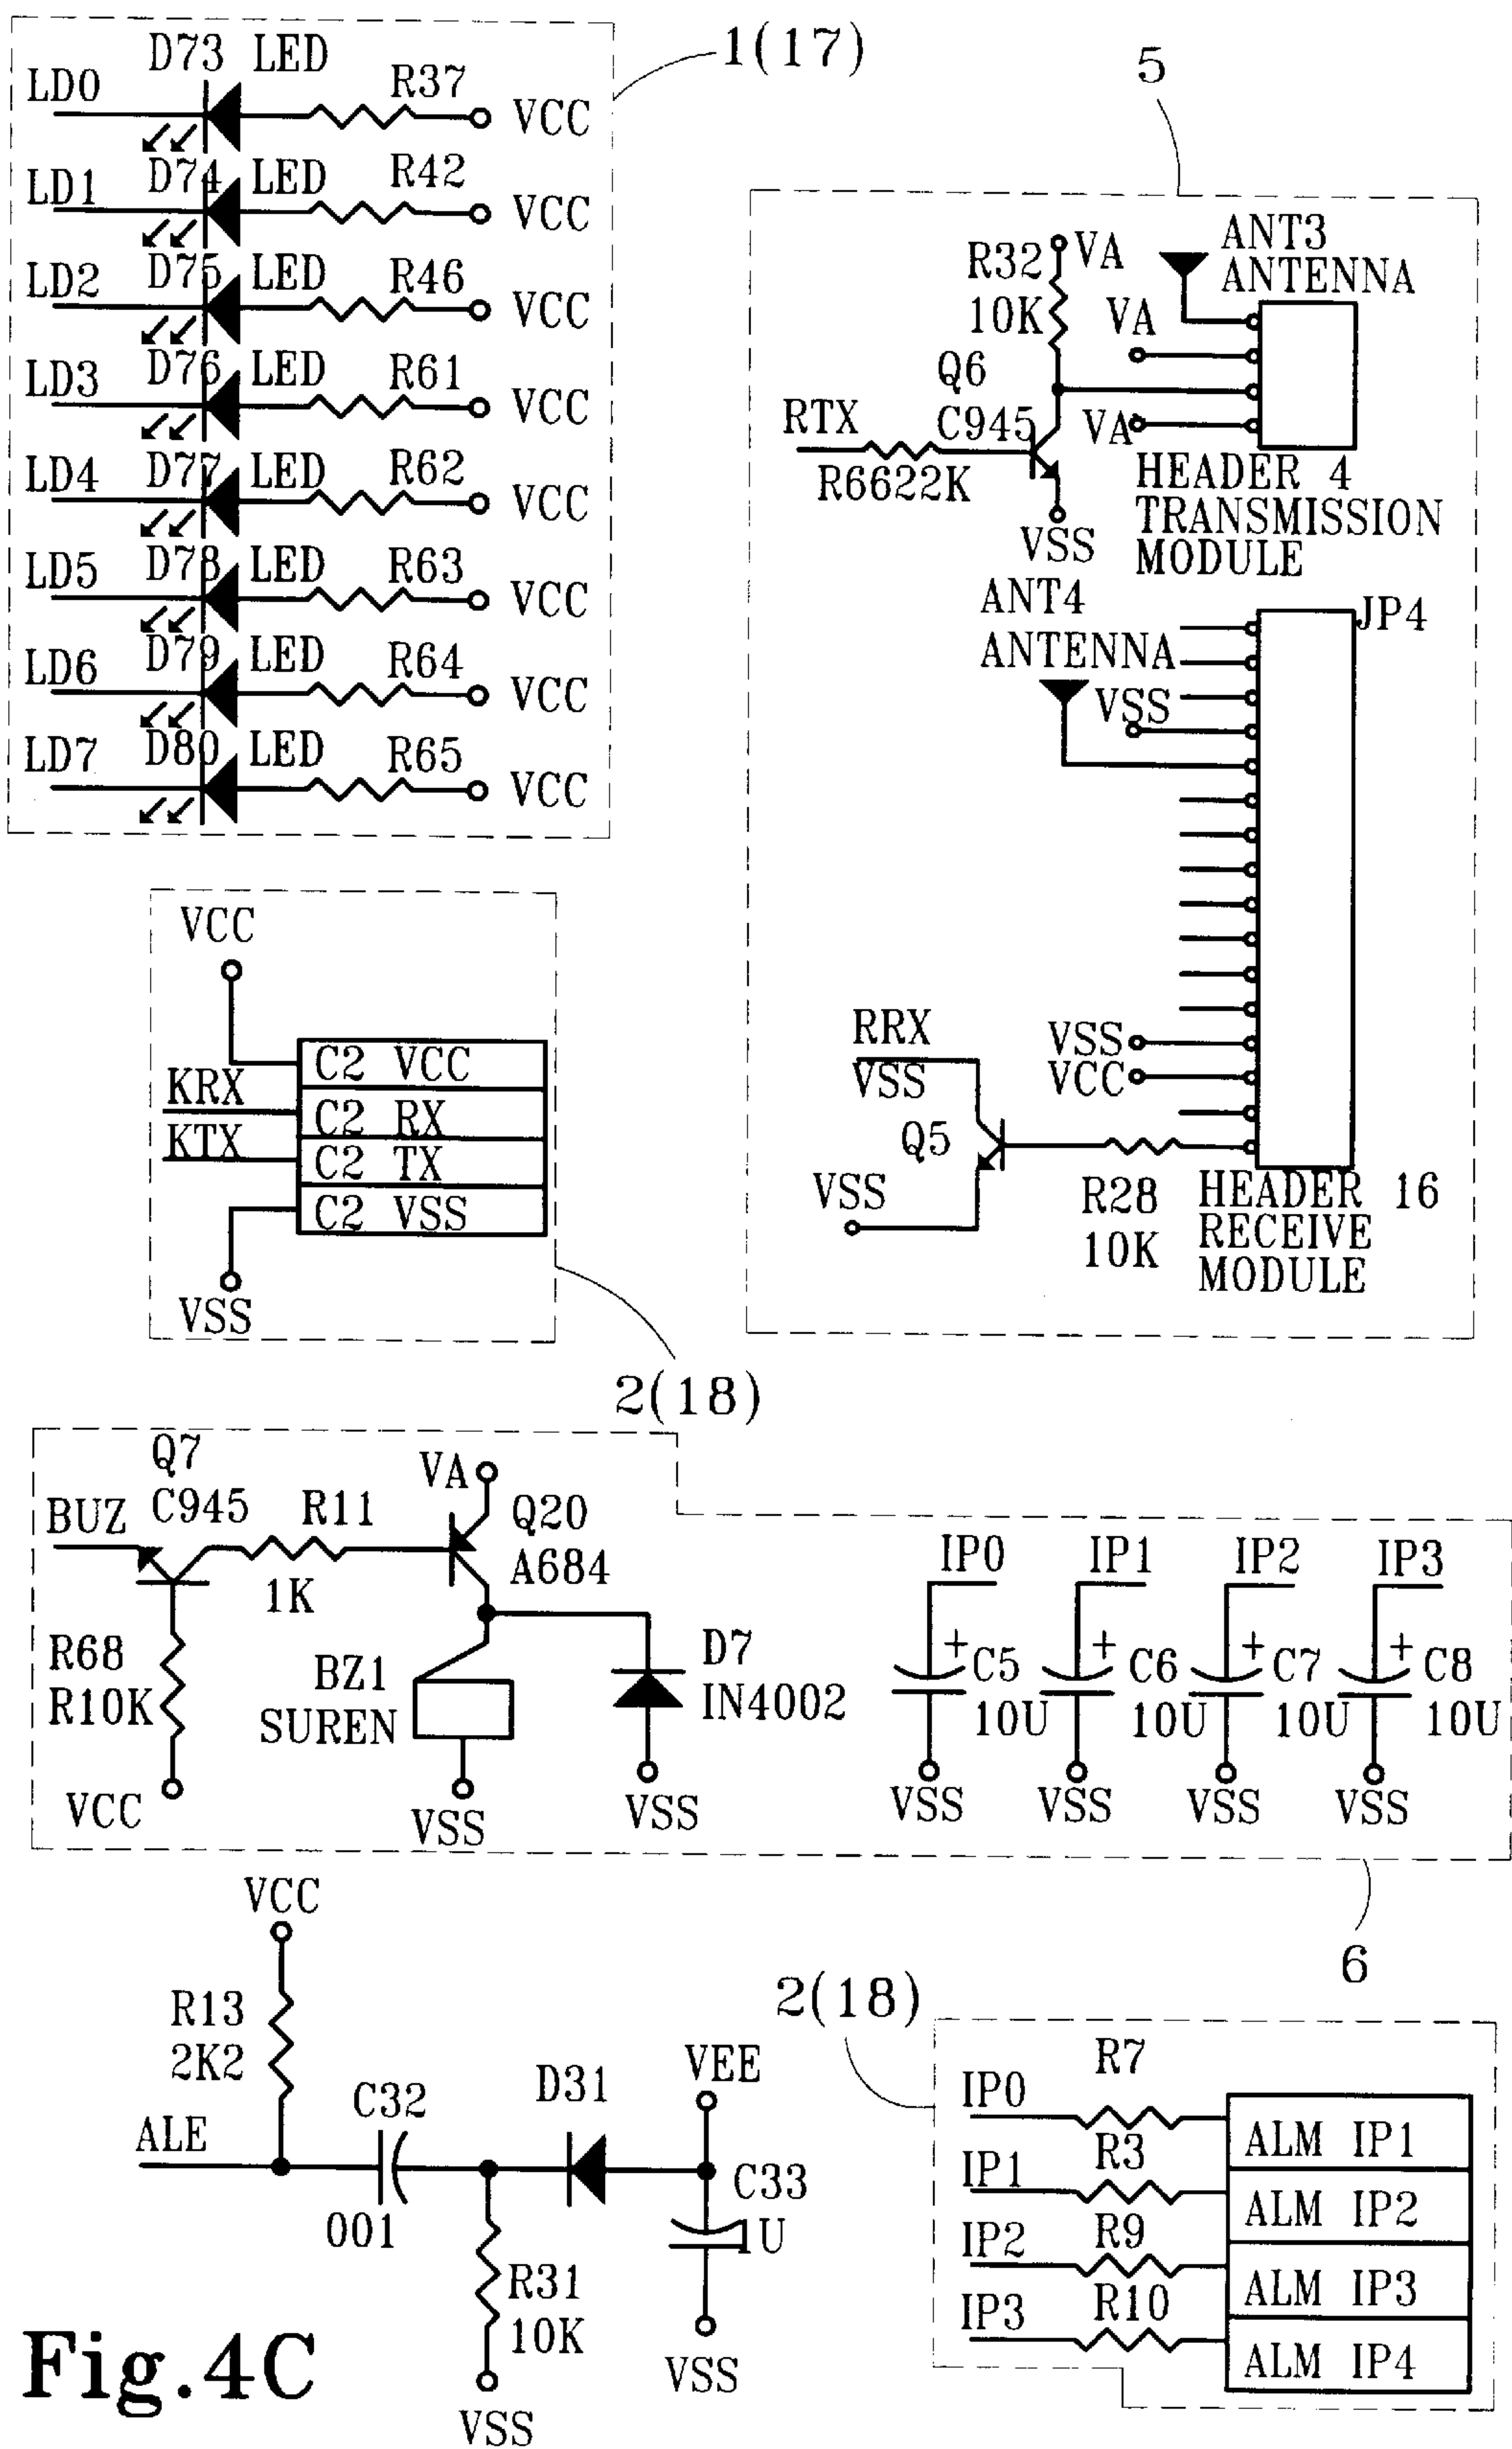 1(17)
D73 LED
LD0
R37
VCC
D74 LED
LD1
R42
VCC
D75 LED
LD2
R46
VCC
D76 LED
LD3
R61
VCC
D77 LED
LD4
R62
VCC
D78 LED
LD5
R63
VCC
D79 LED
LD6
R64
VCC
D80 LED
LD7
R65
VCC
5
R32
10K
VA
ANT3
ANTENNA
VA
Q6
C945
RTX
VA
R6622K
VSS
HEADER 4
TRANSMISSION
MODULE
ANT4
ANTENNA
JP4
VSS
RRX
VSS
VSS
VCC
Q5
VSS
R28
10K
HEADER 16
RECEIVE
MODULE
VCC
C2 VCC
KRX
C2 RX
KTX
C2 TX
C2 VSS
VSS
2(18)
Q7
C945
BUZ
R11
1K
VA
Q20
A684
R68
R10K
VCC
BZ1
SUREN
VSS
D7
IN4002
VSS
IP0
IP1
IP2
IP3
+
C5
10U
+
C6
10U
+
C7
10U
+
C8
10U
VSS
VSS
VSS
VSS
6
VCC
R13
2K2
ALE
C32
001
D31
VEE
C33
1U
R31
10K
VSS
VSS
2(18)
IP0
R7
ALM IP1
IP1
R3
ALM IP2
IP2
R9
ALM IP3
IP3
R10
ALM IP4
Fig.4C